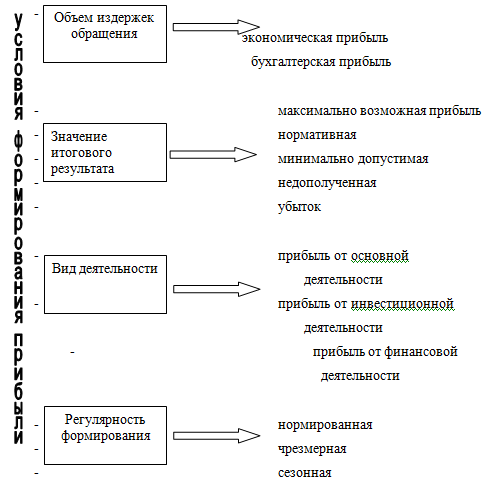 условия формирования прибыли
- Объем издержек
обращения
экономическая прибыль
бухгалтерская прибыль
- максимально возможная прибыль
- Значение
итогового
результата
нормативная
- минимально допустимая
- недополученная
- убыток
- Вид деятельности
прибыль от основной
деятельности
- прибыль от инвестиционной
деятельности
- прибыль от финансовой
деятельности
- Регулярность
формирования
нормированная
- чрезмерная
- сезонная